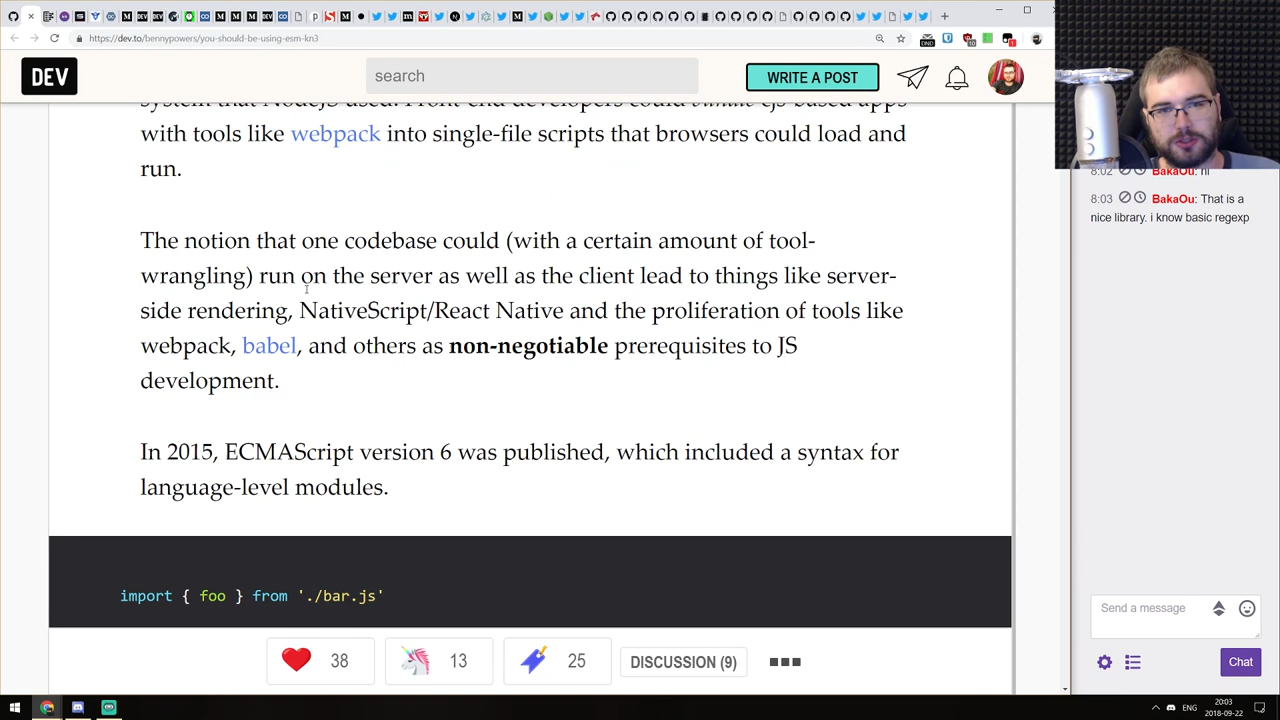 https://dev.to/bennypowers/you-should-be-using-esm-kn3
DEV
search
WRITE A POST
with tools like webpack into single-file scripts that browsers could load and
run.
The notion that one codebase could (with a certain amount of tool-
wrangling) run on the server as well as the client lead to things like server-
side rendering, NativeScript/React Native and the proliferation of tools like
webpack, babel, and others as non-negotiable prerequisites to JS
development.
In 2015, ECMAScript version 6 was published, which included a syntax for
language-level modules.
import { foo } from './bar.js'
38
13
25
DISCUSSION (9)
8:02 BakaOu: hi
8:03 BakaOu: That is a
nice library. i know basic regexp
Send a message
Chat
ENG
20:03
2018-09-22